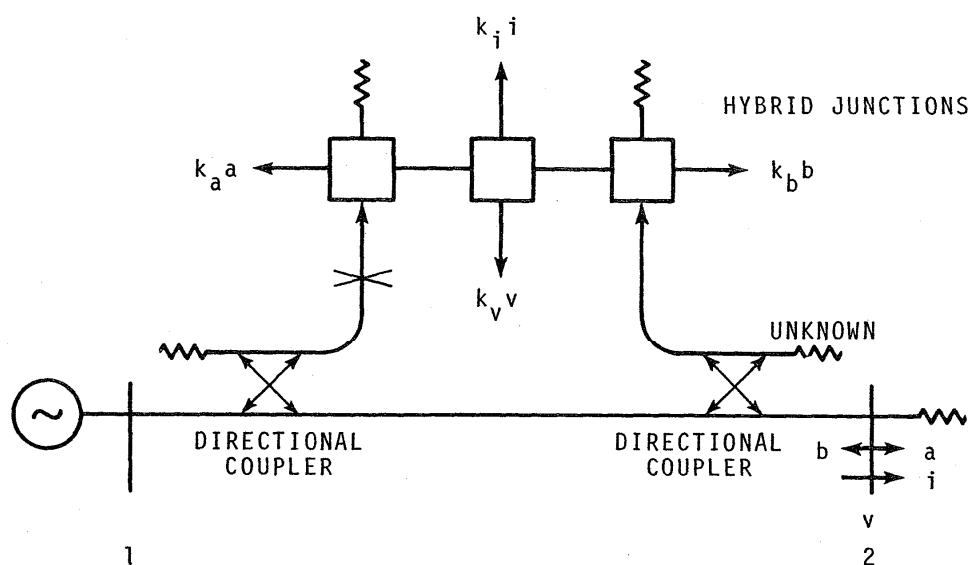 k_i i
HYBRID JUNCTIONS
k_a a
k_b b
k_v v
UNKNOWN
~
DIRECTIONAL
COUPLER
DIRECTIONAL
COUPLER
b
a
i
v
1
2